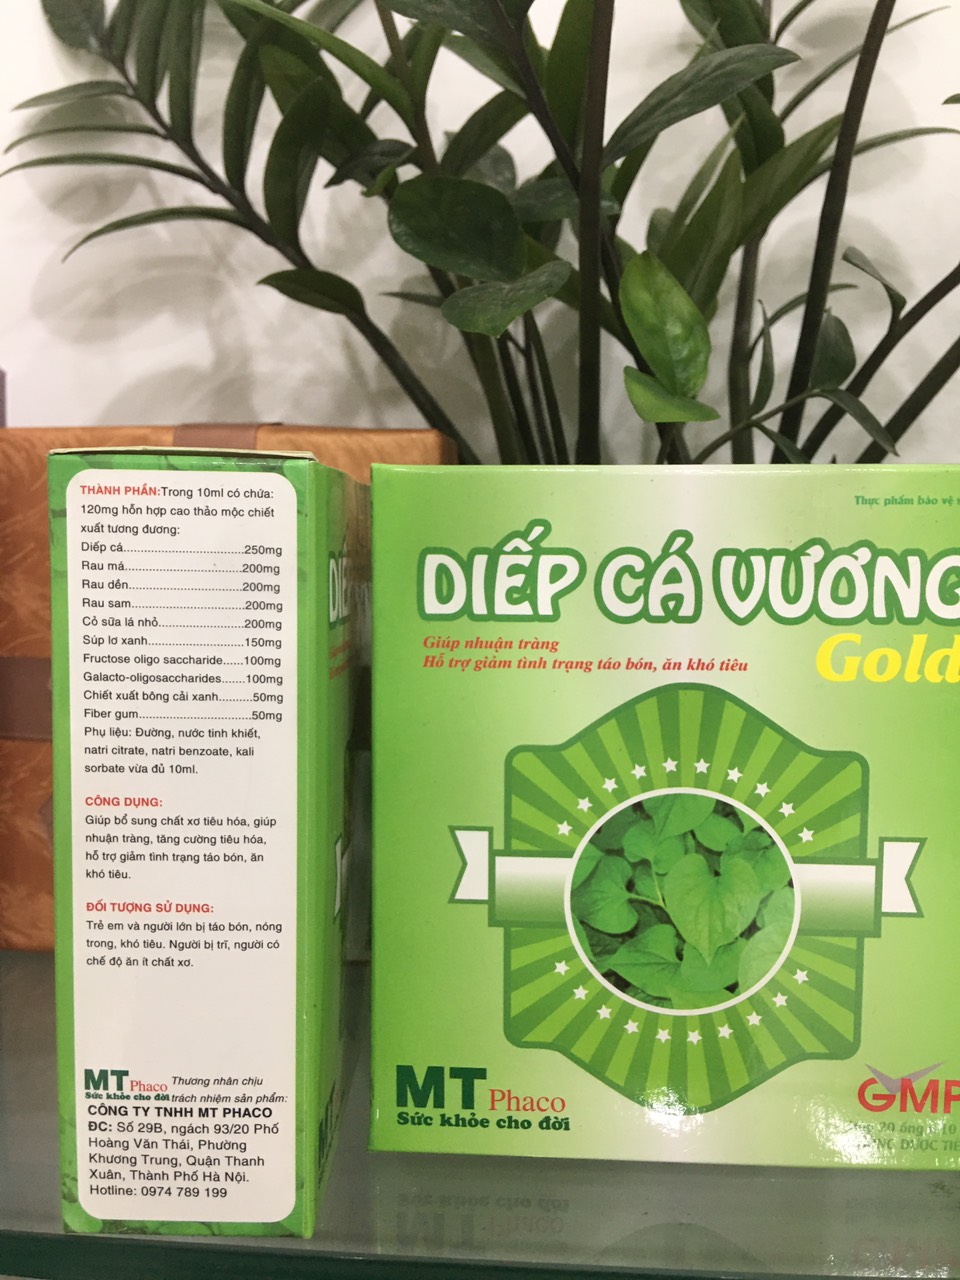 THÀNH PHẦN:Trong 10ml có chứa:
120mg hỗn hợp cao thảo mộc chiết
xuất tương đương:
Diếp cá.................................250mg
Rau má................................200mg
Rau dền................................200mg
Rau sam...............................200mg
Cỏ sữa lá nhỏ.......................200mg
Súp lơ xanh..........................150mg
Fructose oligo saccharide......100mg
Galacto-oligosaccharides.......100mg
Chiết xuất bông cải xanh..........50mg
Fiber gum...............................50mg
Phụ liệu: Đường, nước tinh khiết,
natri citrate, natri benzoate, kali
sorbate vừa đủ 10ml.
CÔNG DỤNG:
Giúp bổ sung chất xơ tiêu hóa, giúp
nhuận tràng, tăng cường tiêu hóa,
hỗ trợ giảm tình trạng táo bón, ăn
khó tiêu.
ĐỐI TƯỢNG SỬ DỤNG:
Trẻ em và người lớn bị táo bón, nóng
trong, khó tiêu. Người bị trĩ, người có
chế độ ăn ít chất xơ.
MT Phaco Thương nhân chịu
Sức khỏe cho đời trách nhiệm sản phẩm:
CÔNG TY TNHH MT PHACO
ĐC: Số 29B, ngách 93/20 Phố
Hoàng Văn Thái, Phường
Khương Trung, Quận Thanh
Xuân, Thành Phố Hà Nội.
Hotline: 0974 789 199
Thực phẩm bảo vệ
DIẾP CÁ VƯƠNG
Gold
Giúp nhuận tràng
Hỗ trợ giảm tình trạng táo bón, ăn khó tiêu
MT Phaco
Sức khỏe cho đời
GMP
20 ống